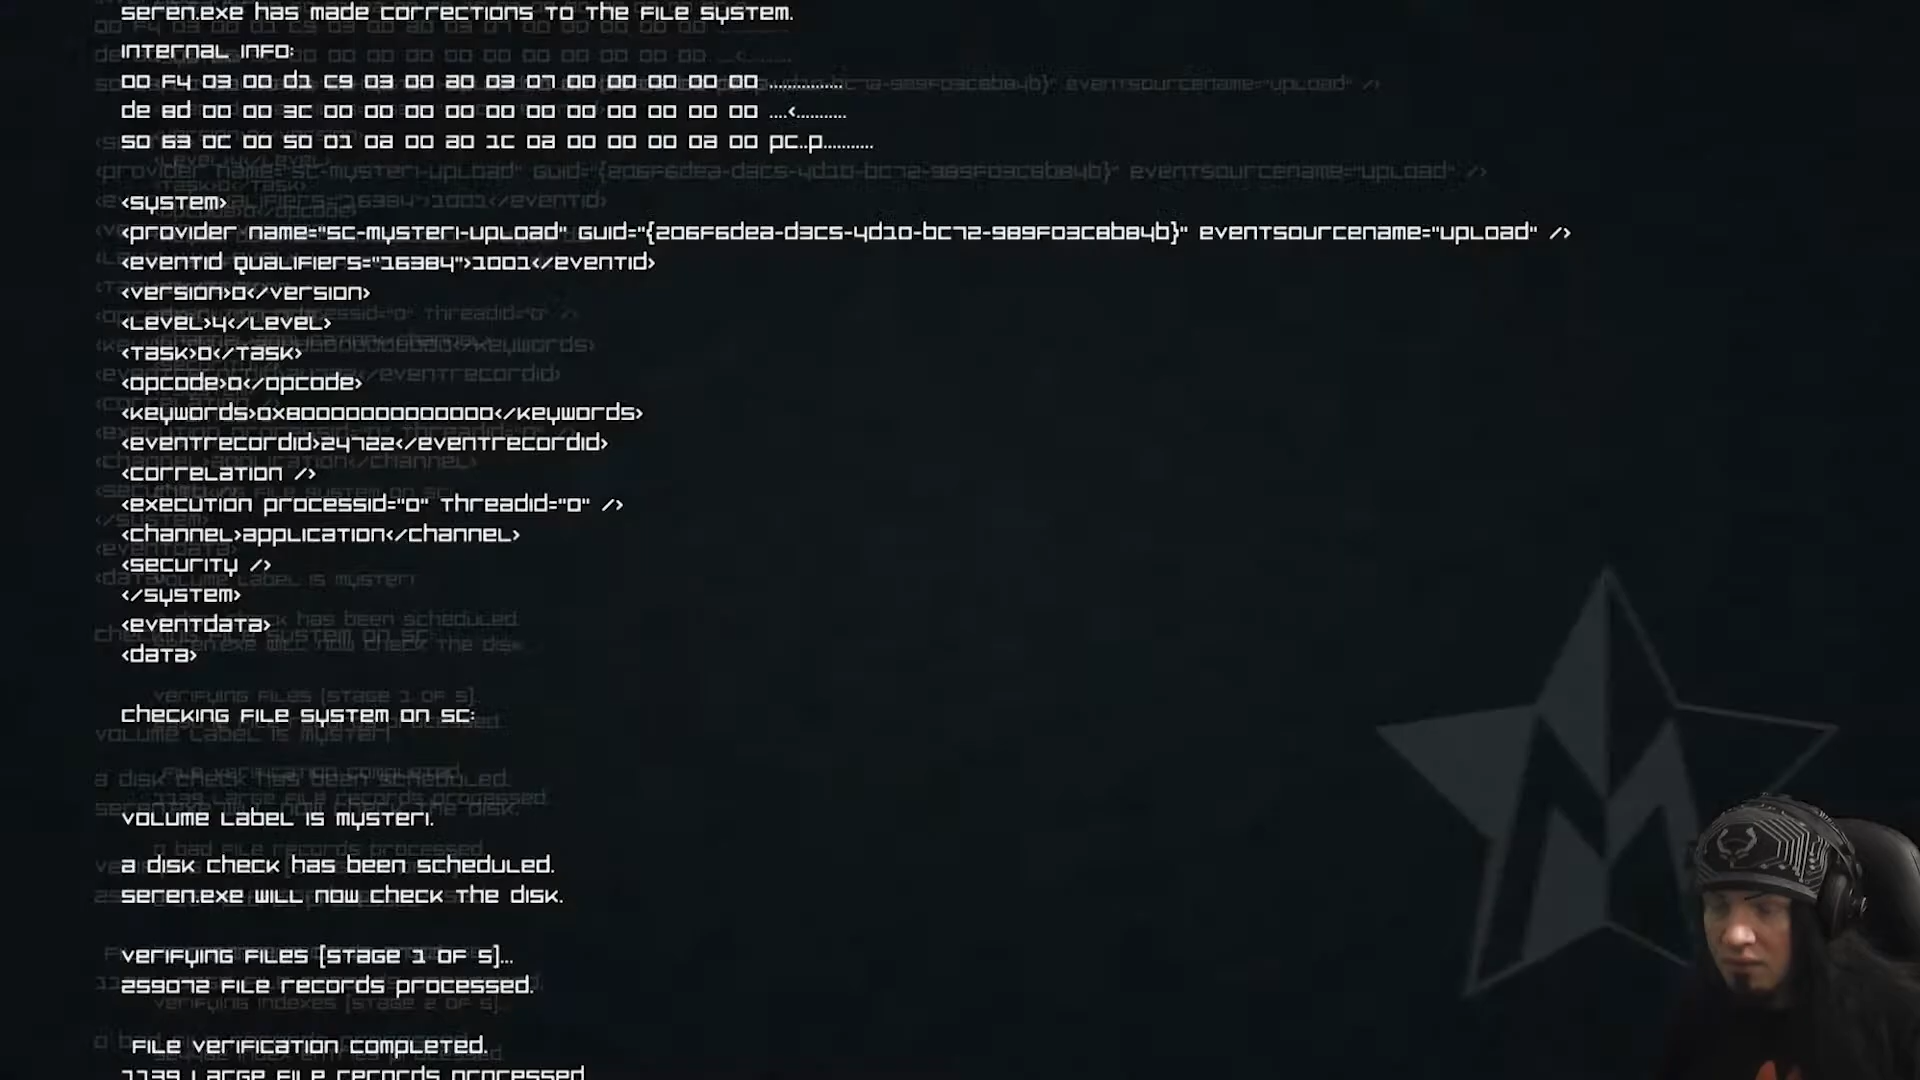 seren.exe has made corrections to the file system.
internal info:
00 F4 03 00 d1 C9 03 00 a0 03 07 00 00 00 00 00 ................
de 8d 00 00 3C 00 00 00 00 00 00 00 00 00 00 00 ....<...........
50 63 0C 00 50 01 0a 00 a0 1C 0a 00 00 00 0a 00 pc..p...........
<system>
<provider name="sc-mysteri-upload" Guid="{206F6dea-d3c5-4d10-bc72-989F03C8b84b}" eventsourcename="upload" />
<eventid qualifiers="16384">1001</eventid>
<version>0</version>
<level>4</level>
<task>0</task>
<opcode>0</opcode>
<keywords>0x80000000000000</keywords>
<eventrecordid>24722</eventrecordid>
<correlation />
<execution processid="0" threadid="0" />
<channel>application</channel>
<security />
</system>
<eventdata>
<data>
checking file system on sc:
volume label is mysteri.
a disk check has been scheduled.
seren.exe will now check the disk.
verifying files [stage 1 of 5]...
259072 file records processed.
file verification completed.
1139 large file records processed